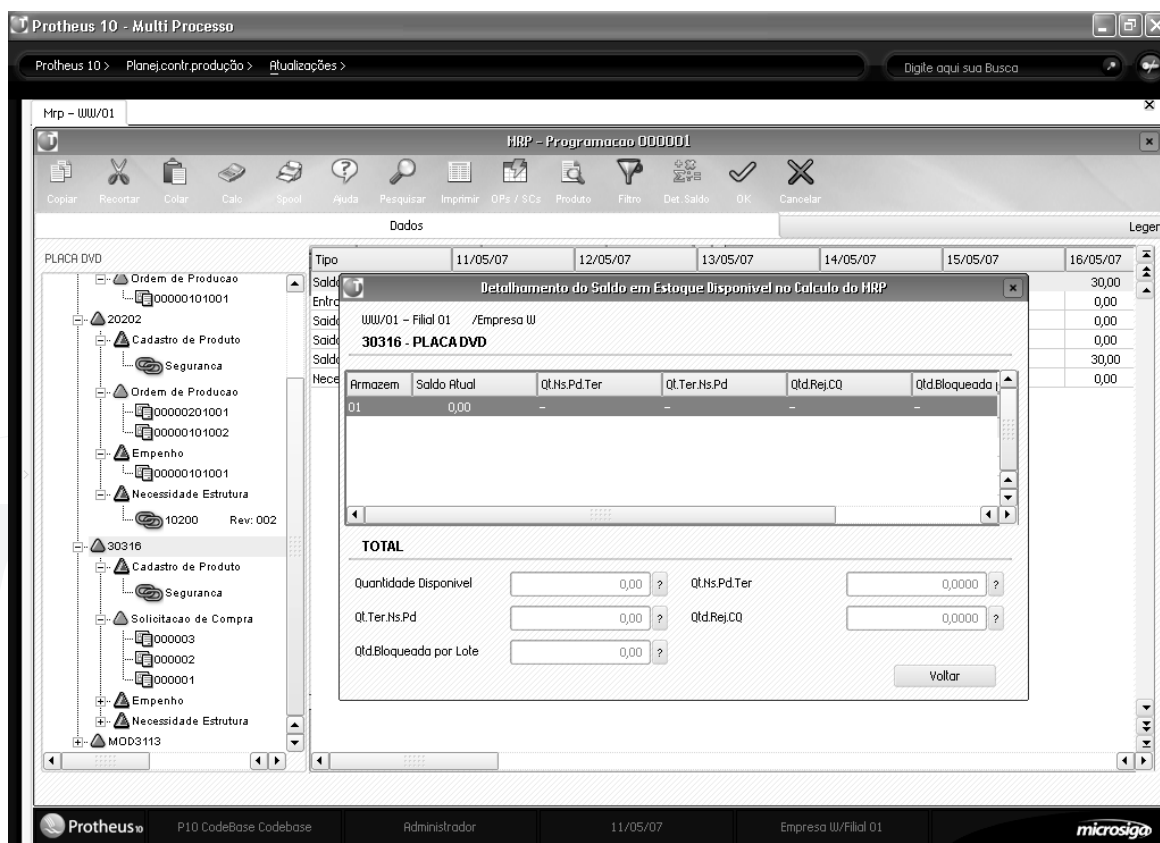 Protheus 10 - Multi Processo
Protheus 10 > Planej.contr.produção > Atualizações >
Digite aqui sua Busca
Mrp - WW/01
MRP - Programacao 000001
Copiar Recortar Colar Calc Spool Ajuda Pesquisar Imprimir OPs / SCs Produto Filtro Det.Saldo OK Cancelar
Dados Legen
PLACA DVD
Tipo 11/05/07 12/05/07 13/05/07 14/05/07 15/05/07 16/05/07
Ordem de Producao
00000101001
20202
Cadastro de Produto
Seguranca
Ordem de Producao
00000201001
00000101002
Empenho
00000101001
Necessidade Estrutura
10200 Rev: 002
30316
Cadastro de Produto
Seguranca
Solicitacao de Compra
000003
000002
000001
Empenho
Necessidade Estrutura
MOD3113
Sald 30,00
Entra 0,00
Said 0,00
Said 0,00
Sald 30,00
Nece 0,00
Detalhamento do Saldo em Estoque Disponivel no Calculo do MRP
WW/01 - Filial 01 /Empresa W
30316 - PLACA DVD
Armazem Saldo Atual Qt.Ns.Pd.Ter Qt.Ter.Ns.Pd Qtd.Rej.CQ Qtd.Bloqueada
01 0,00 - - - -
TOTAL
Quantidade Disponivel 0,00 ? Qt.Ns.Pd.Ter 0,0000 ?
Qt.Ter.Ns.Pd 0,00 ? Qtd.Rej.CQ 0,0000 ?
Qtd.Bloqueada por Lote 0,00 ?
Voltar
Protheus 10 P10 CodeBase Codebase Administrador 11/05/07 Empresa W/Filial 01 microsiga